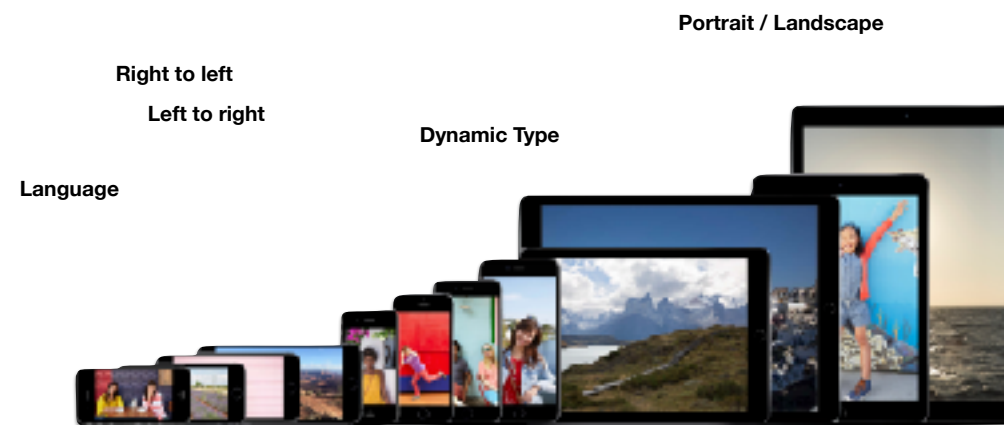 Portrait / Landscape
Right to left
Left to right
Dynamic Type
Language